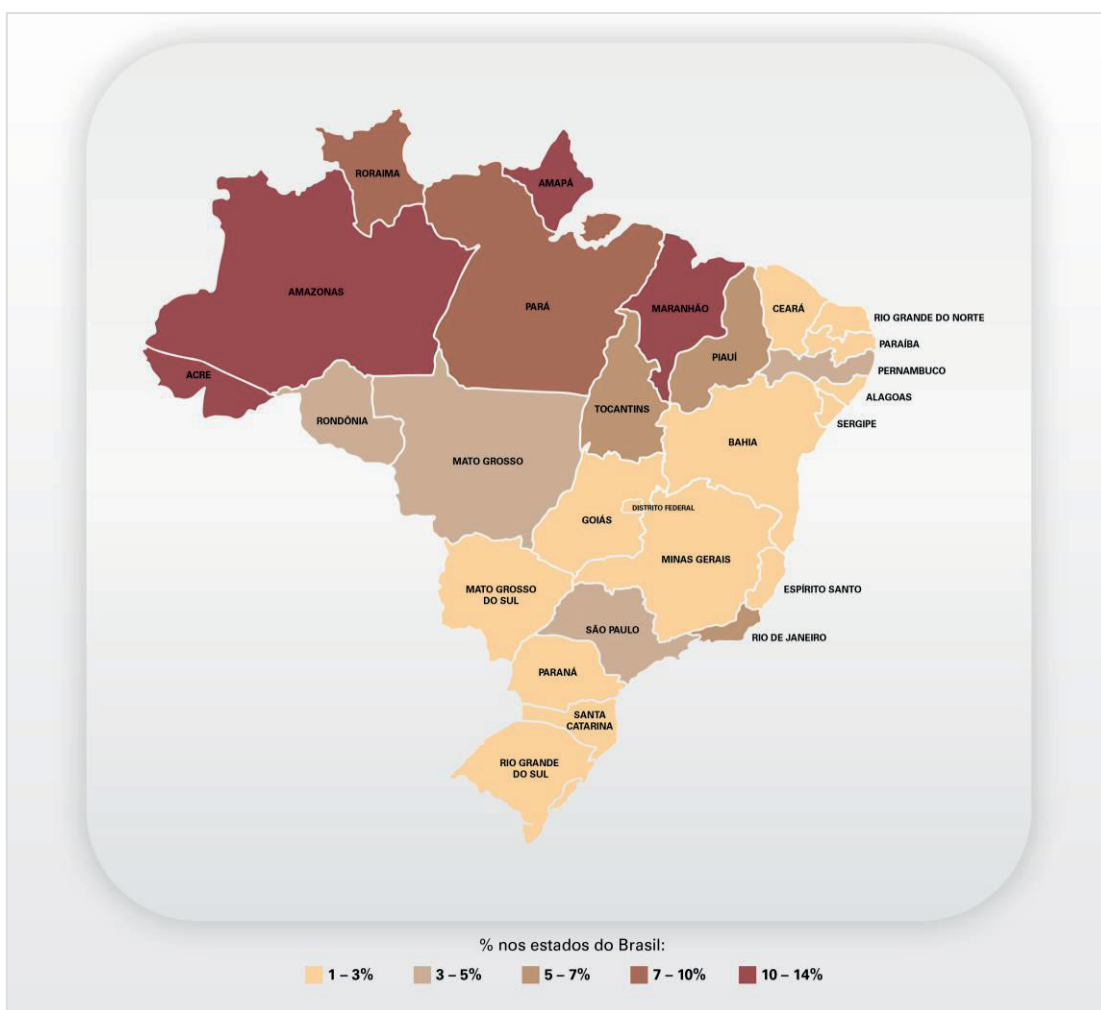 RORAIMA
AMAPÁ
AMAZONAS
PARÁ
MARANHÃO
CEARÁ
RIO GRANDE DO NORTE
PARAÍBA
PIAUÍ
PERNAMBUCO
ACRE
ALAGOAS
TOCANTINS
RONDÔNIA
SERGIPE
BAHIA
MATO GROSSO
DISTRITO FEDERAL
GOIÁS
MINAS GERAIS
MATO GROSSO
DO SUL
ESPÍRITO SANTO
SÃO PAULO
RIO DE JANEIRO
PARANÁ
SANTA
CATARINA
RIO GRANDE
DO SUL
% nos estados do Brasil:
1 – 3% 3 – 5% 5 – 7% 7 – 10% 10 – 14%